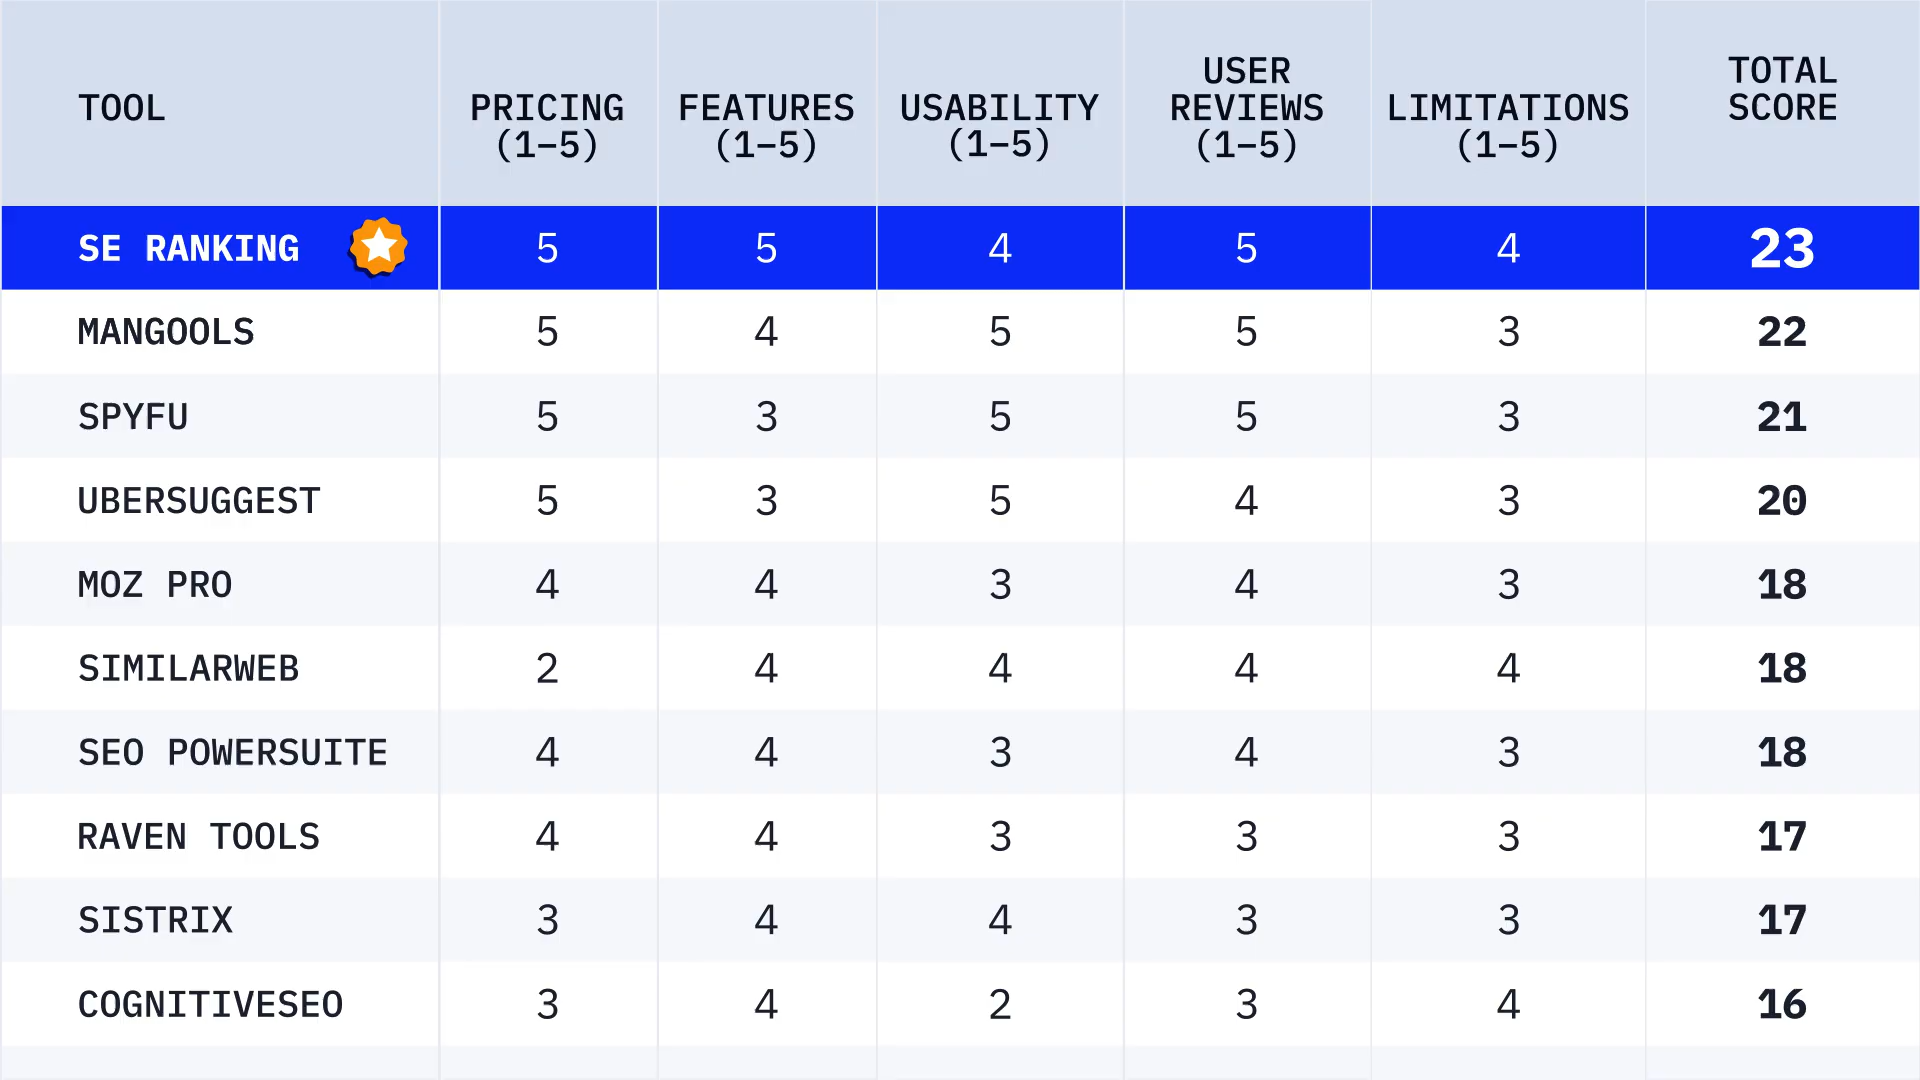 TOOL PRICING (1–5) FEATURES (1–5) USABILITY (1–5) USER REVIEWS (1–5) LIMITATIONS (1–5) TOTAL SCORE
SE RANKING 5 5 4 5 4 23
MANGOOLS 5 4 5 5 3 22
SPYFU 5 3 5 5 3 21
UBERSUGGEST 5 3 5 4 3 20
MOZ PRO 4 4 3 4 3 18
SIMILARWEB 2 4 4 4 4 18
SEO POWERSUITE 4 4 3 4 3 18
RAVEN TOOLS 4 4 3 3 3 17
SISTRIX 3 4 4 3 3 17
COGNITIVESEO 3 4 2 3 4 16